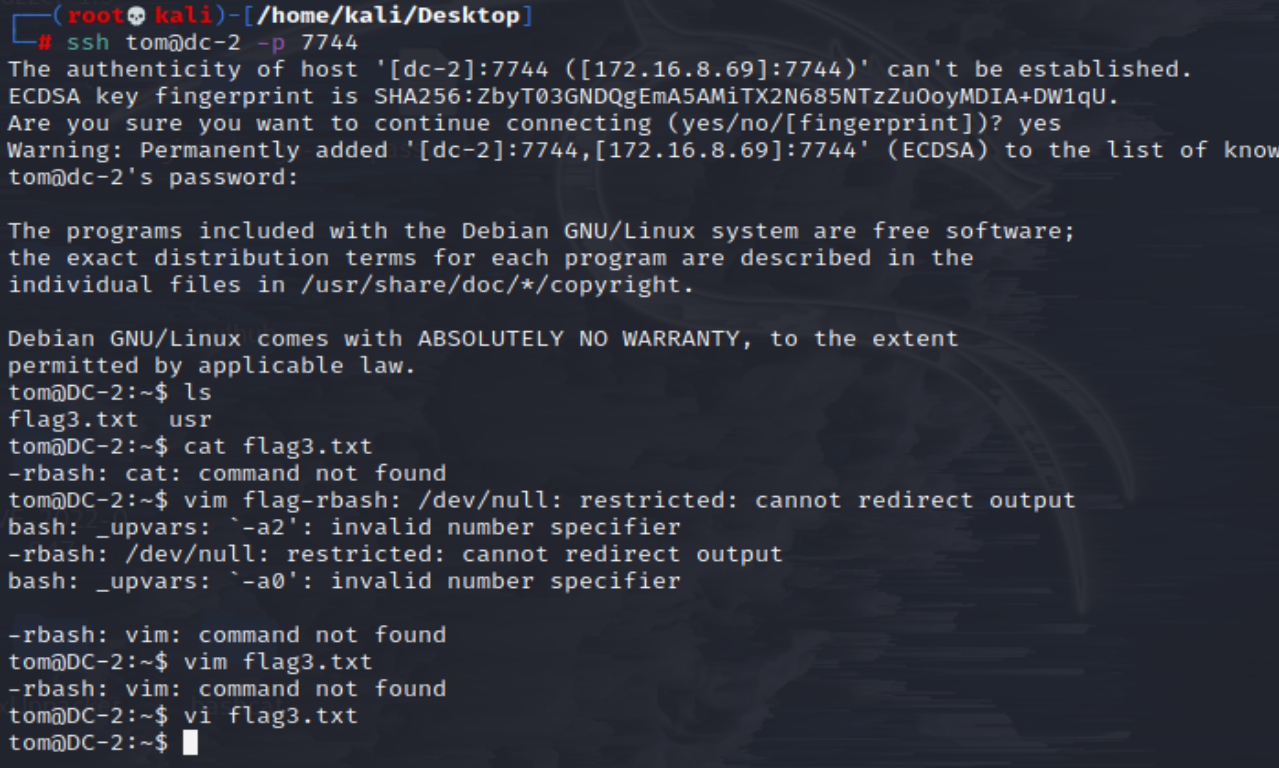 ┌──(root💀kali)-[/home/kali/Desktop]
└─# ssh tom@dc-2 -p 7744
The authenticity of host '[dc-2]:7744 ([172.16.8.69]:7744)' can't be established.
ECDSA key fingerprint is SHA256:ZbyT03GNDQgEmA5AMiTX2N685NTzZuOoyMDIA+DW1qU.
Are you sure you want to continue connecting (yes/no/[fingerprint])? yes
Warning: Permanently added '[dc-2]:7744,[172.16.8.69]:7744' (ECDSA) to the list of know
tom@dc-2's password:
The programs included with the Debian GNU/Linux system are free software;
the exact distribution terms for each program are described in the
individual files in /usr/share/doc/*/copyright.
Debian GNU/Linux comes with ABSOLUTELY NO WARRANTY, to the extent
permitted by applicable law.
tom@DC-2:~$ ls
flag3.txt  usr
tom@DC-2:~$ cat flag3.txt
-rbash: cat: command not found
tom@DC-2:~$ vim flag-rbash: /dev/null: restricted: cannot redirect output
bash: _upvars: `-a2': invalid number specifier
-rbash: /dev/null: restricted: cannot redirect output
bash: _upvars: `-a0': invalid number specifier
-rbash: vim: command not found
tom@DC-2:~$ vim flag3.txt
-rbash: vim: command not found
tom@DC-2:~$ vi flag3.txt
tom@DC-2:~$